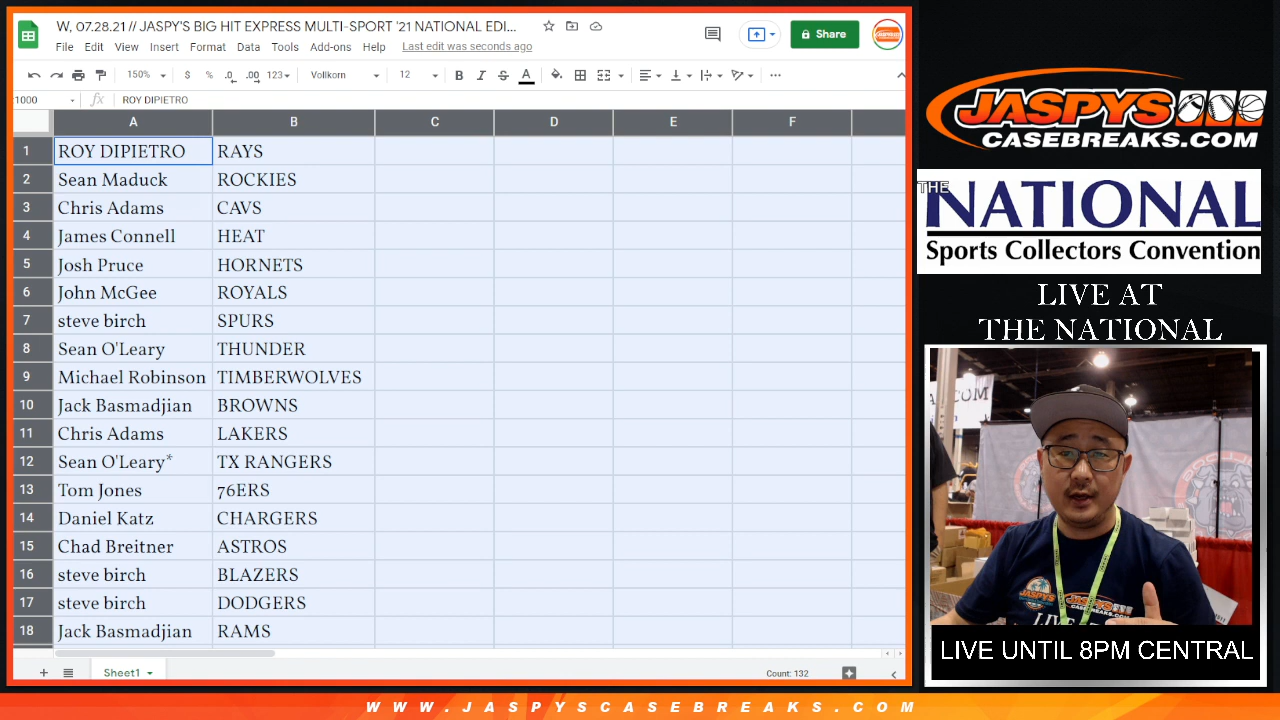 W, 07.28.21 // JASPY'S BIG HIT EXPRESS MULTI-SPORT '21 NATIONAL EDI...
File Edit View Insert Format Data Tools Add-ons Help Last edit was seconds ago
Share
150% $ % .0 .00 123 Vollkorn 12 B I S A
1000 fx ROY DIPIETRO
A B C D E F
1 ROY DIPIETRO RAYS
2 Sean Maduck ROCKIES
3 Chris Adams CAVS
4 James Connell HEAT
5 Josh Pruce HORNETS
6 John McGee ROYALS
7 steve birch SPURS
8 Sean O'Leary THUNDER
9 Michael Robinson TIMBERWOLVES
10 Jack Basmadjian BROWNS
11 Chris Adams LAKERS
12 Sean O'Leary* TX RANGERS
13 Tom Jones 76ERS
14 Daniel Katz CHARGERS
15 Chad Breitner ASTROS
16 steve birch BLAZERS
17 steve birch DODGERS
18 Jack Basmadjian RAMS
Sheet1
Count: 132
JASPYS
CASEBREAKS.COM
THE
NATIONAL
Sports Collectors Convention
LIVE AT
THE NATIONAL
JASPYS
CASEBREAKS.COM
LIVE UNTIL 8PM CENTRAL
WWW.JASPYSCASEBREAKS.COM